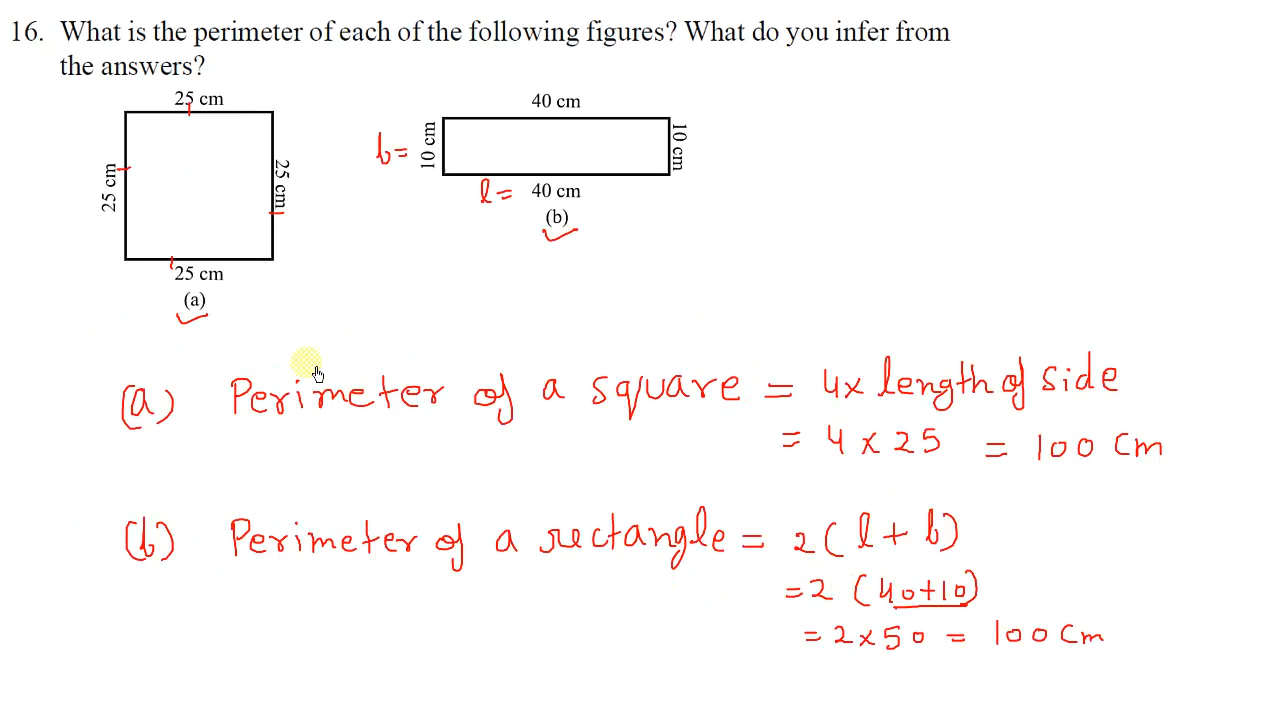 16. What is the perimeter of each of the following figures? What do you infer from
the answers?
25 cm
25 cm
25 cm
25 cm
(a)
40 cm
b= 10 cm
10 cm
l= 40 cm
(b)
(a) Perimeter of a square = 4x length of side
= 4 x 25 = 100 cm
(b) Perimeter of a rectangle = 2(l+b)
=2 (40+10)
= 2x50 = 100 cm